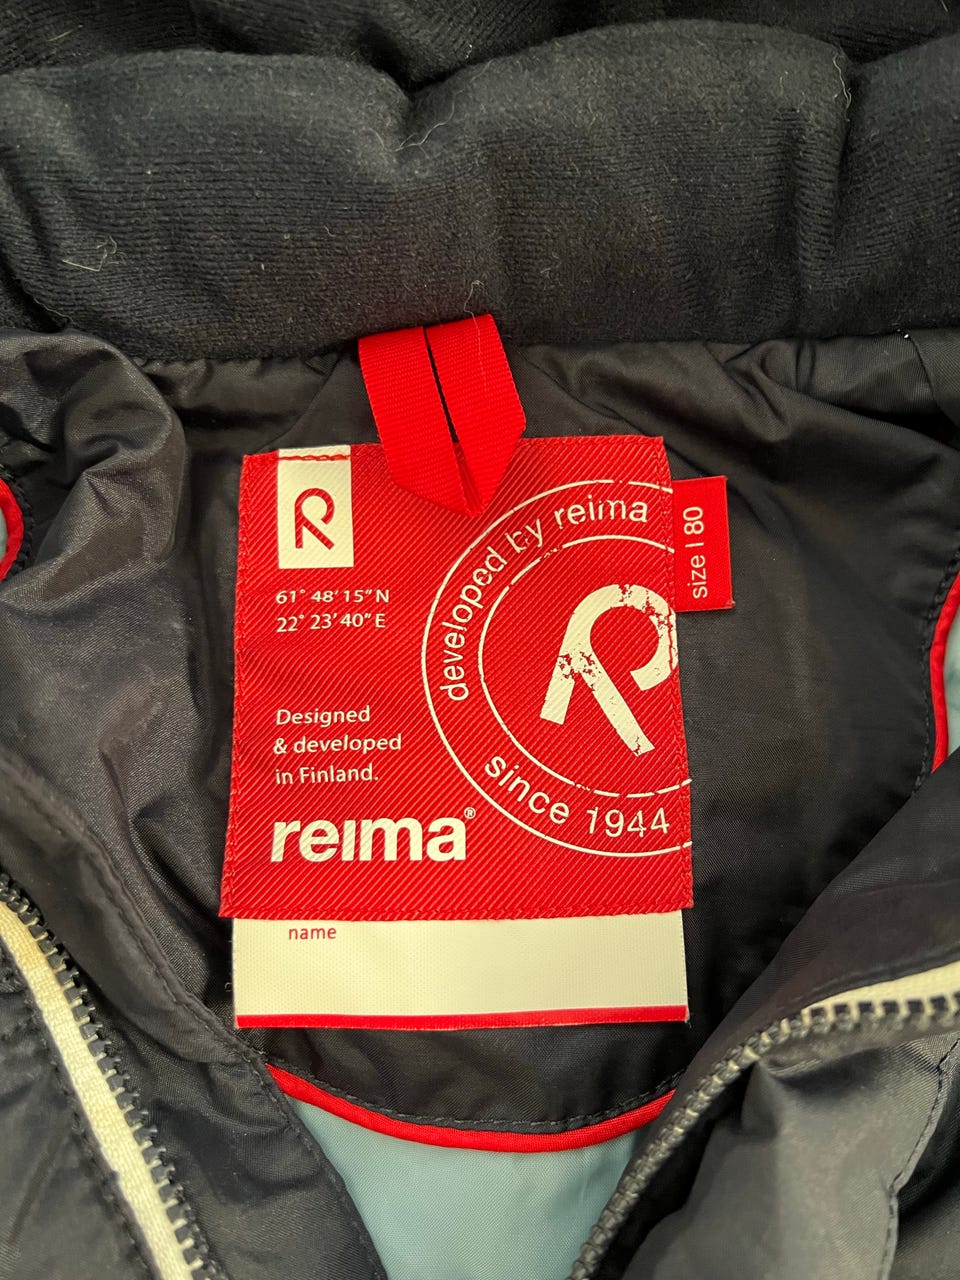 61° 48' 15" N
22° 23' 40" E
Designed
& developed
in Finland.
reima®
developed by reima
since 1944
size | 80
name